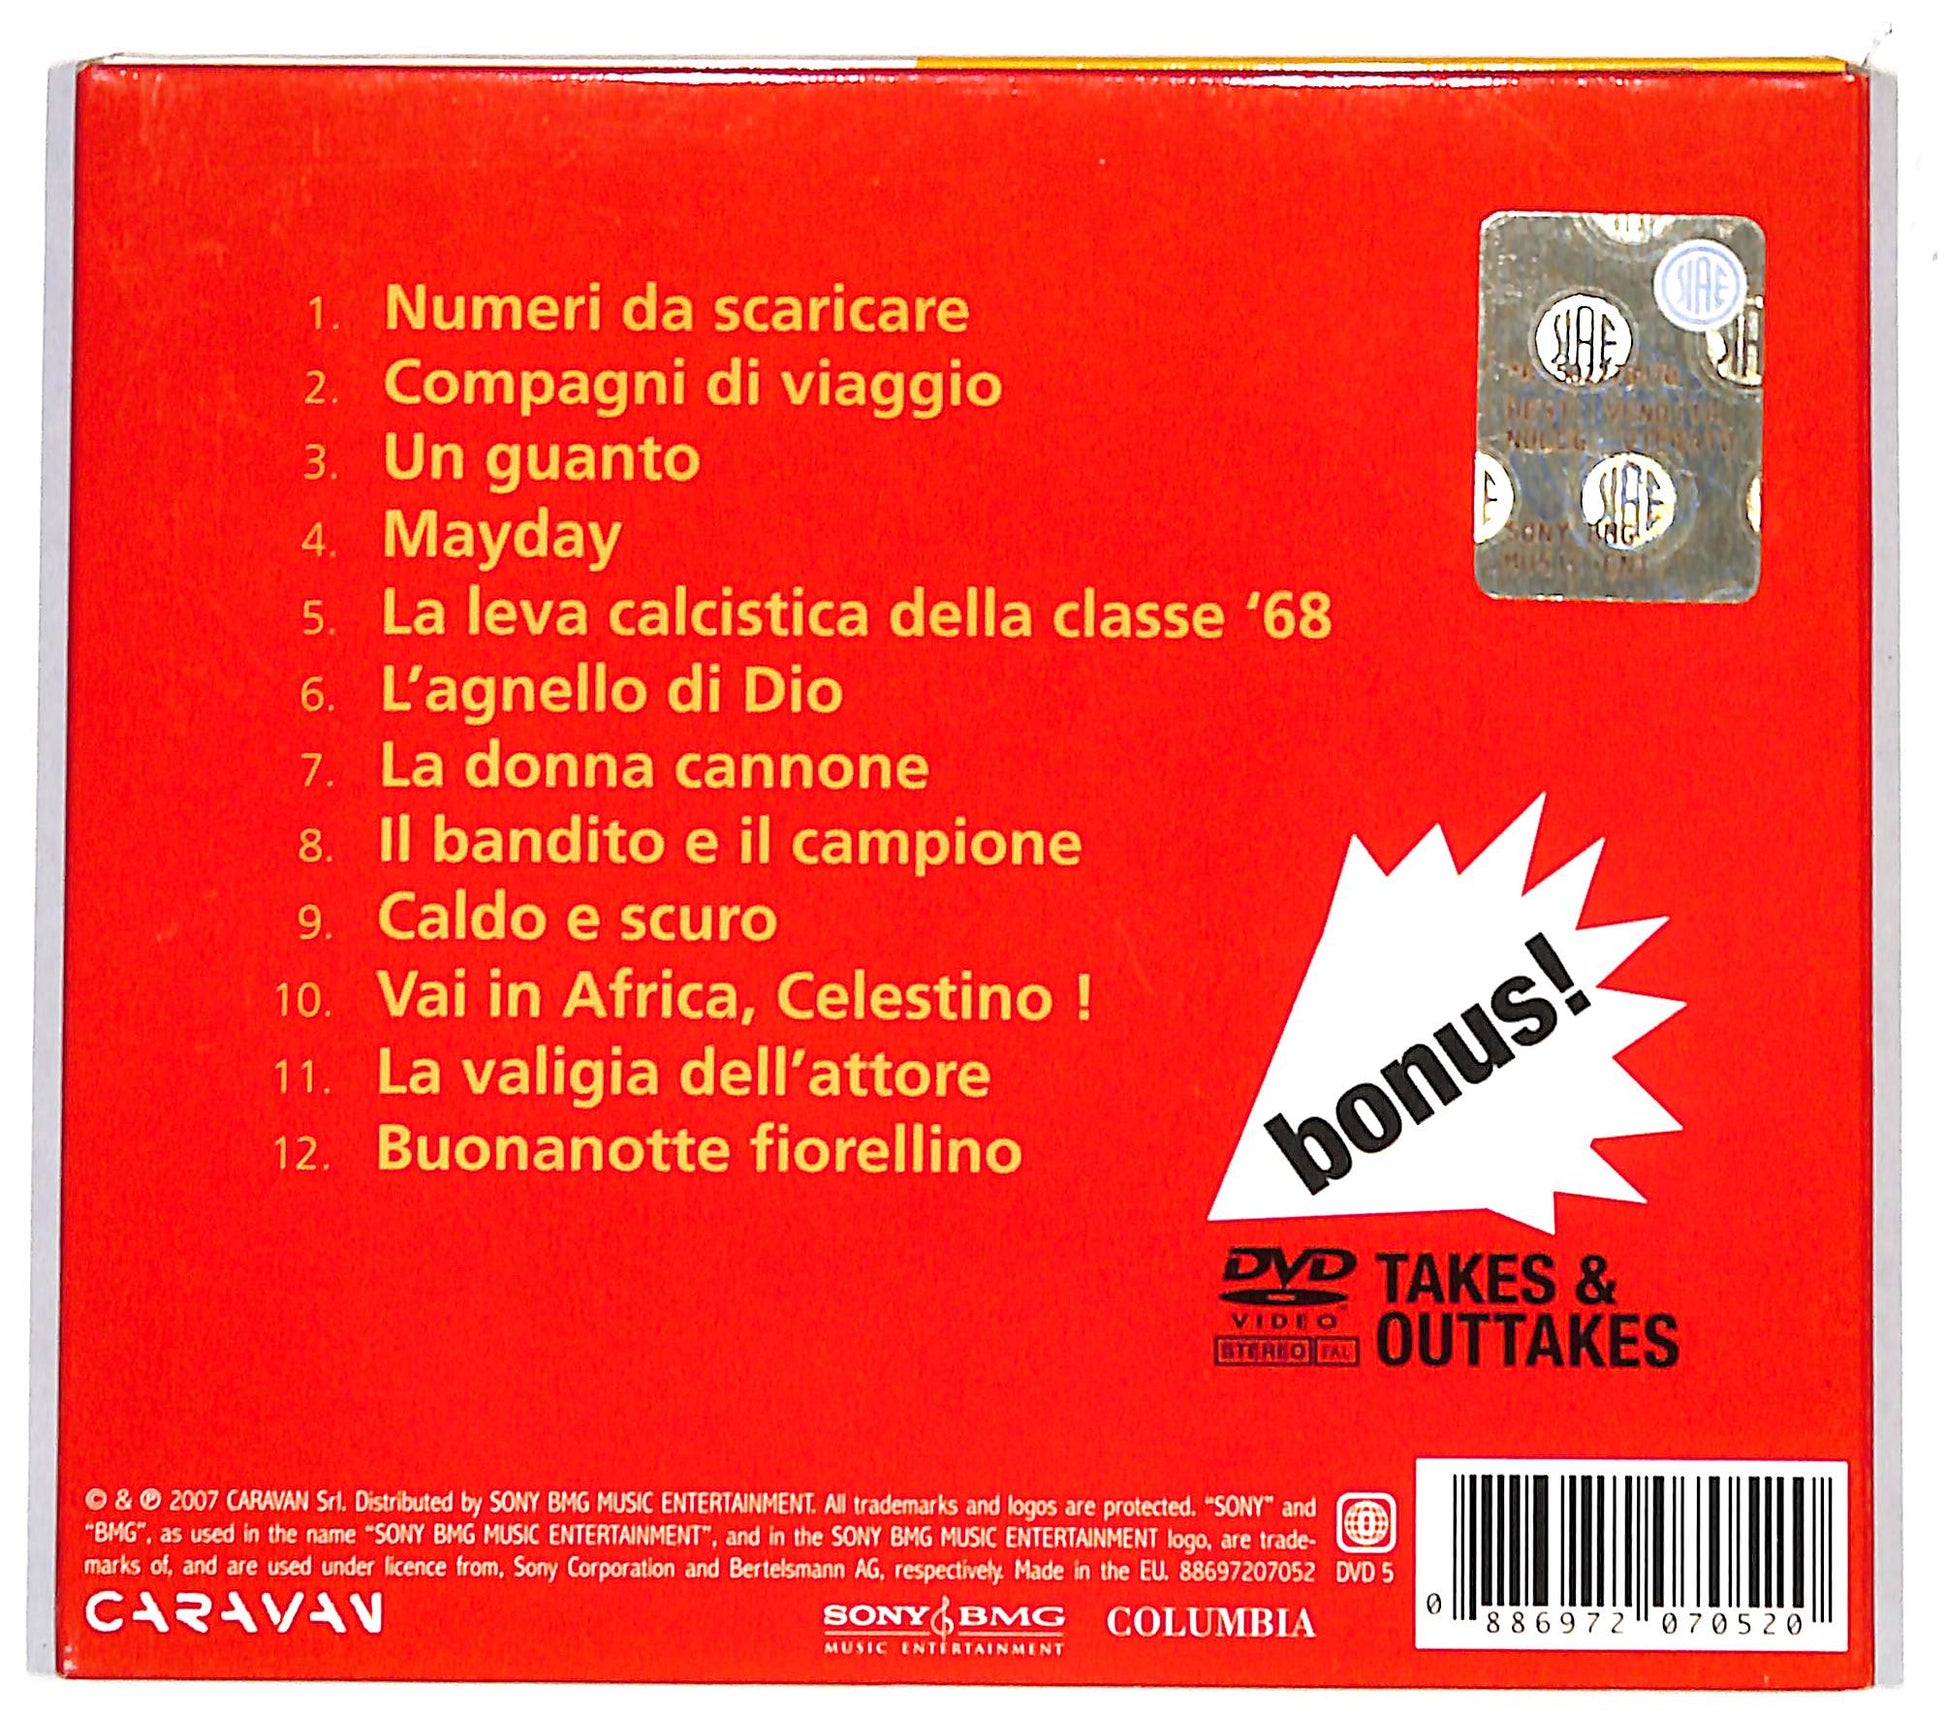 1. Numeri da scaricare
2. Compagni di viaggio
3. Un guanto
4. Mayday
5. La leva calcistica della classe ‘68
6. L’agnello di Dio
7. La donna cannone
8. Il bandito e il campione
9. Caldo e scuro
10. Vai in Africa, Celestino !
11. La valigia dell’attore
12. Buonanotte fiorellino
SIAE
SIAE
SIAE
SONY BMG
bonus!
DVD
VIDEO
STEREO PAL
TAKES &
OUTTAKES
© & ℗ 2007 CARAVAN Srl. Distributed by SONY BMG MUSIC ENTERTAINMENT. All trademarks and logos are protected. “SONY” and
“BMG”, as used in the name “SONY BMG MUSIC ENTERTAINMENT”, and in the SONY BMG MUSIC ENTERTAINMENT logo, are trade-
marks of, and are used under licence from, Sony Corporation and Bertelsmann AG, respectively. Made in the EU. 88697207052
0
DVD 5
CARAVAN
SONY BMG
MUSIC ENTERTAINMENT
COLUMBIA
0 886972 070520